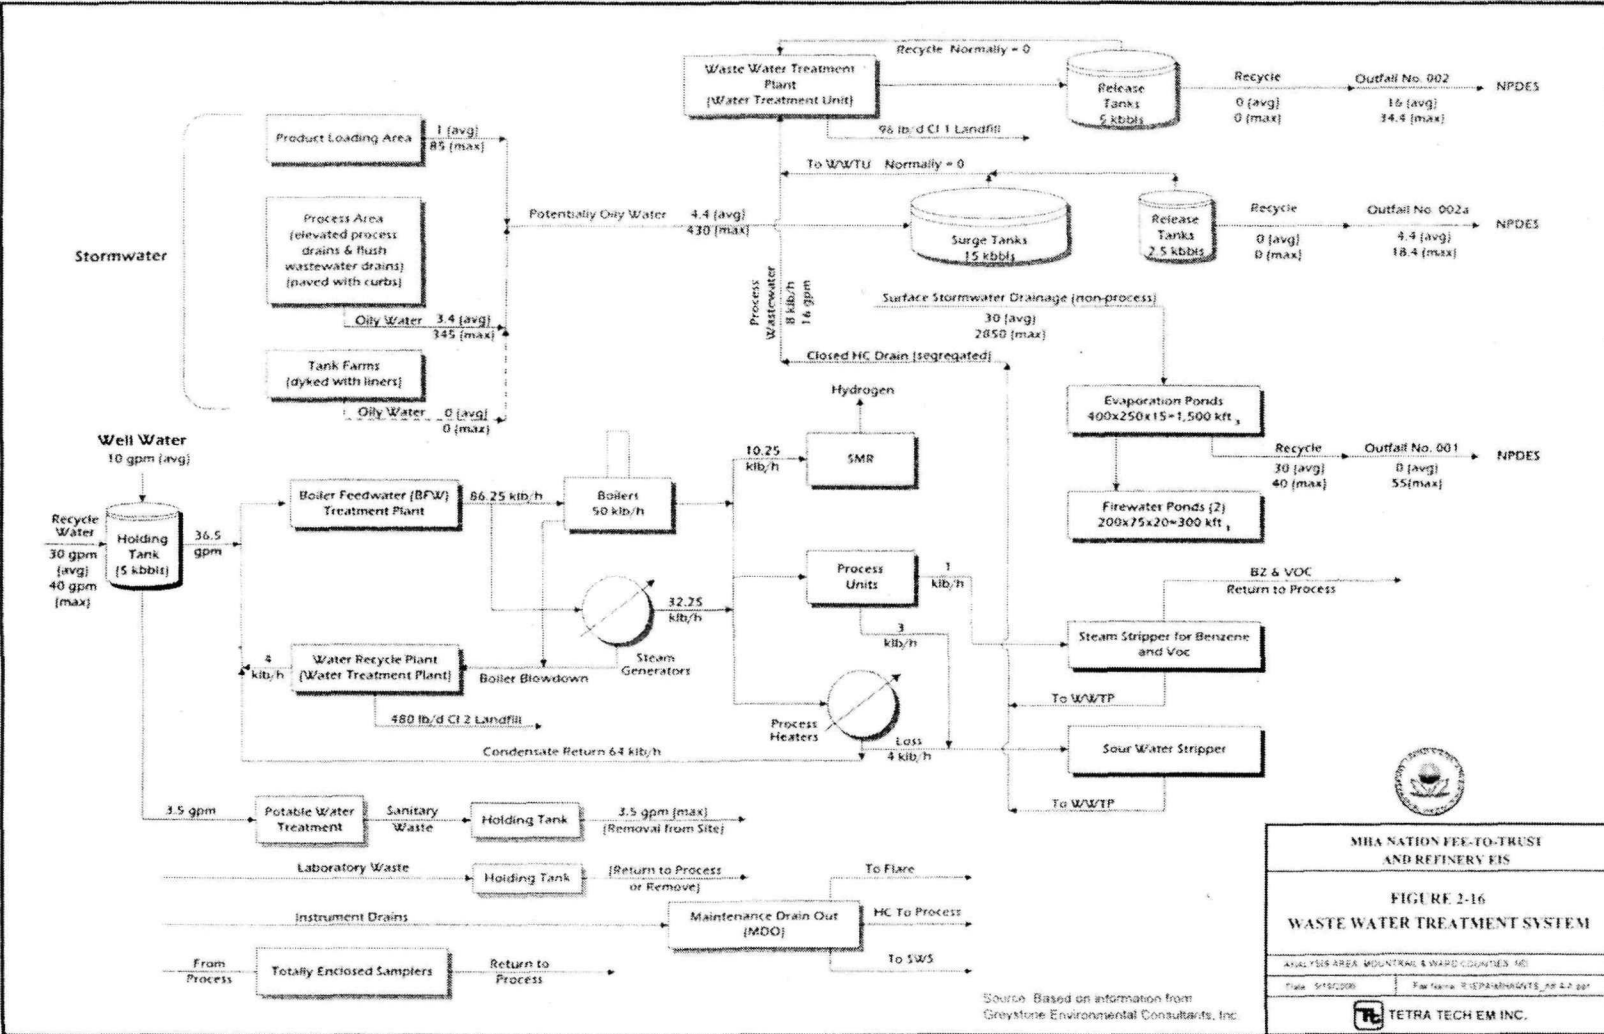 Recycle Normally = 0
Waste Water Treatment
Plant
(Water Treatment Unit)
Release
Tanks
5 kbbls
Recycle
0 (avg)
0 (max)
Outfall No. 002
16 (avg)
34.4 (max)
NPDES
96 lb/d Cl 1 Landfill
To WWTU Normally = 0
Stormwater
Product Loading Area
1 (avg)
85 (max)
Process Area
(elevated process
drains & flush
wastewater drains)
(paved with curbs)
Oily Water 3.4 (avg)
345 (max)
Tank Farms
(dyked with liners)
Oily Water 0 (avg)
0 (max)
Potentially Oily Water 4.4 (avg)
430 (max)
Surge Tanks
15 kbbls
Release
Tanks
2.5 kbbls
Recycle
0 (avg)
0 (max)
Outfall No. 002a
4.4 (avg)
18.4 (max)
NPDES
Process
Wastewater
8 klb/h
16 gpm
Surface Stormwater Drainage (non-process)
30 (avg)
2850 (max)
Closed HC Drain (segregated)
Evaporation Ponds
400x250x15=1,500 kft 3
Recycle
30 (avg)
40 (max)
Outfall No. 001
0 (avg)
55(max)
NPDES
Firewater Ponds (2)
200x75x20=300 kft
Well Water
10 gpm (avg)
Recycle
Water
30 gpm
(avg)
40 gpm
(max)
Holding
Tank
(5 kbbls)
36.5
gpm
Boiler Feedwater (BFW)
Treatment Plant
86.25 klb/h
Boilers
50 klb/h
10.25
klb/h
Hydrogen
SMR
Process
Units
1
klb/h
3
klb/h
BZ & VOC
Return to Process
Steam Stripper for Benzene
and Voc
To WWTP
32.25
klb/h
Steam
Generators
4
klb/h
Water Recycle Plant
(Water Treatment Plant)
Boiler Blowdown
480 lb/d Cl 2 Landfill
Condensate Return 64 klb/h
Process
Heaters
Loss
4 klb/h
Sour Water Stripper
To WWTP
3.5 gpm
Potable Water
Treatment
Sanitary
Waste
Holding Tank
3.5 gpm (max)
(Removal from Site)
Laboratory Waste
Holding Tank
(Return to Process
or Remove)
Instrument Drains
Maintenance Drain Out
(MDO)
To Flare
HC To Process
To SWS
From
Process
Totally Enclosed Samplers
Return to
Process
Source: Based on information from
Greystone Environmental Consultants, Inc.
MHA NATION FEE-TO-TRUST
AND REFINERY EIS
FIGURE 2-16
WASTE WATER TREATMENT SYSTEM
ANALYSIS AREA: MOUNTRAIL & WARD COUNTIES, ND
TETRA TECH EM INC.